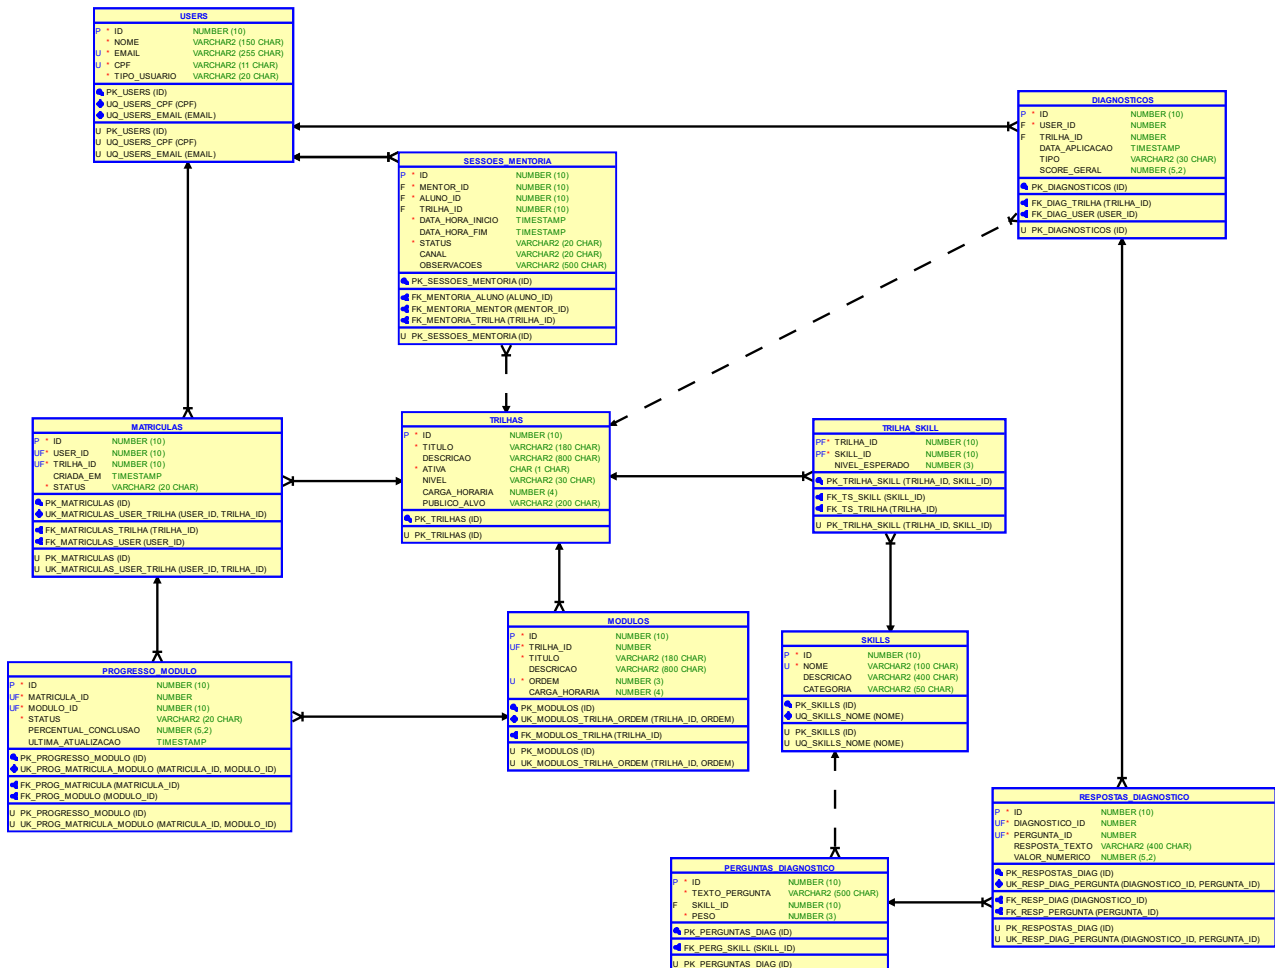 USERS
P * ID NUMBER (10)
* NOME VARCHAR2 (150 CHAR)
U * EMAIL VARCHAR2 (255 CHAR)
U * CPF VARCHAR2 (11 CHAR)
* TIPO_USUARIO VARCHAR2 (20 CHAR)
PK_USERS (ID)
UQ_USERS_CPF (CPF)
UQ_USERS_EMAIL (EMAIL)
U PK_USERS (ID)
U UQ_USERS_CPF (CPF)
U UQ_USERS_EMAIL (EMAIL)
DIAGNOSTICOS
P * ID NUMBER (10)
F * USER_ID NUMBER
F TRILHA_ID NUMBER
DATA_APLICACAO TIMESTAMP
TIPO VARCHAR2 (30 CHAR)
SCORE_GERAL NUMBER (5,2)
PK_DIAGNOSTICOS (ID)
FK_DIAG_TRILHA (TRILHA_ID)
FK_DIAG_USER (USER_ID)
U PK_DIAGNOSTICOS (ID)
SESSOES_MENTORIA
P * ID NUMBER (10)
F * MENTOR_ID NUMBER (10)
F * ALUNO_ID NUMBER (10)
F TRILHA_ID NUMBER (10)
* DATA_HORA_INICIO TIMESTAMP
DATA_HORA_FIM TIMESTAMP
* STATUS VARCHAR2 (20 CHAR)
CANAL VARCHAR2 (20 CHAR)
OBSERVACOES VARCHAR2 (500 CHAR)
PK_SESSOES_MENTORIA (ID)
FK_MENTORIA_ALUNO (ALUNO_ID)
FK_MENTORIA_MENTOR (MENTOR_ID)
FK_MENTORIA_TRILHA (TRILHA_ID)
U PK_SESSOES_MENTORIA (ID)
MATRICULAS
P * ID NUMBER (10)
UF* USER_ID NUMBER (10)
UF* TRILHA_ID NUMBER (10)
CRIADA_EM TIMESTAMP
* STATUS VARCHAR2 (20 CHAR)
PK_MATRICULAS (ID)
UK_MATRICULAS_USER_TRILHA (USER_ID, TRILHA_ID)
FK_MATRICULAS_TRILHA (TRILHA_ID)
FK_MATRICULAS_USER (USER_ID)
U PK_MATRICULAS (ID)
U UK_MATRICULAS_USER_TRILHA (USER_ID, TRILHA_ID)
TRILHAS
P * ID NUMBER (10)
* TITULO VARCHAR2 (180 CHAR)
DESCRICAO VARCHAR2 (800 CHAR)
* ATIVA CHAR (1 CHAR)
NIVEL VARCHAR2 (30 CHAR)
CARGA_HORARIA NUMBER (4)
PUBLICO_ALVO VARCHAR2 (200 CHAR)
PK_TRILHAS (ID)
U PK_TRILHAS (ID)
TRILHA_SKILL
PF* TRILHA_ID NUMBER (10)
PF* SKILL_ID NUMBER (10)
NIVEL_ESPERADO NUMBER (3)
PK_TRILHA_SKILL (TRILHA_ID, SKILL_ID)
FK_TS_SKILL (SKILL_ID)
FK_TS_TRILHA (TRILHA_ID)
U PK_TRILHA_SKILL (TRILHA_ID, SKILL_ID)
MODULOS
P * ID NUMBER (10)
UF* TRILHA_ID NUMBER
* TITULO VARCHAR2 (180 CHAR)
DESCRICAO VARCHAR2 (800 CHAR)
U * ORDEM NUMBER (3)
CARGA_HORARIA NUMBER (4)
PK_MODULOS (ID)
UK_MODULOS_TRILHA_ORDEM (TRILHA_ID, ORDEM)
FK_MODULOS_TRILHA (TRILHA_ID)
U PK_MODULOS (ID)
U UK_MODULOS_TRILHA_ORDEM (TRILHA_ID, ORDEM)
SKILLS
P * ID NUMBER (10)
U * NOME VARCHAR2 (100 CHAR)
DESCRICAO VARCHAR2 (400 CHAR)
CATEGORIA VARCHAR2 (50 CHAR)
PK_SKILLS (ID)
UQ_SKILLS_NOME (NOME)
U PK_SKILLS (ID)
U UQ_SKILLS_NOME (NOME)
PROGRESSO_MODULO
P * ID NUMBER (10)
UF* MATRICULA_ID NUMBER
UF* MODULO_ID NUMBER (10)
* STATUS VARCHAR2 (20 CHAR)
PERCENTUAL_CONCLUSAO NUMBER (5,2)
ULTIMA_ATUALIZACAO TIMESTAMP
PK_PROGRESSO_MODULO (ID)
UK_PROG_MATRICULA_MODULO (MATRICULA_ID, MODULO_ID)
FK_PROG_MATRICULA (MATRICULA_ID)
FK_PROG_MODULO (MODULO_ID)
U PK_PROGRESSO_MODULO (ID)
U UK_PROG_MATRICULA_MODULO (MATRICULA_ID, MODULO_ID)
RESPOSTAS_DIAGNOSTICO
P * ID NUMBER (10)
UF* DIAGNOSTICO_ID NUMBER
UF* PERGUNTA_ID NUMBER
RESPOSTA_TEXTO VARCHAR2 (400 CHAR)
VALOR_NUMERICO NUMBER (5,2)
PK_RESPOSTAS_DIAG (ID)
UK_RESP_DIAG_PERGUNTA (DIAGNOSTICO_ID, PERGUNTA_ID)
FK_RESP_DIAG (DIAGNOSTICO_ID)
FK_RESP_PERGUNTA (PERGUNTA_ID)
U PK_RESPOSTAS_DIAG (ID)
U UK_RESP_DIAG_PERGUNTA (DIAGNOSTICO_ID, PERGUNTA_ID)
PERGUNTAS_DIAGNOSTICO
P * ID NUMBER (10)
* TEXTO_PERGUNTA VARCHAR2 (500 CHAR)
F SKILL_ID NUMBER (10)
* PESO NUMBER (3)
PK_PERGUNTAS_DIAG (ID)
FK_PERG_SKILL (SKILL_ID)
U PK_PERGUNTAS_DIAG (ID)